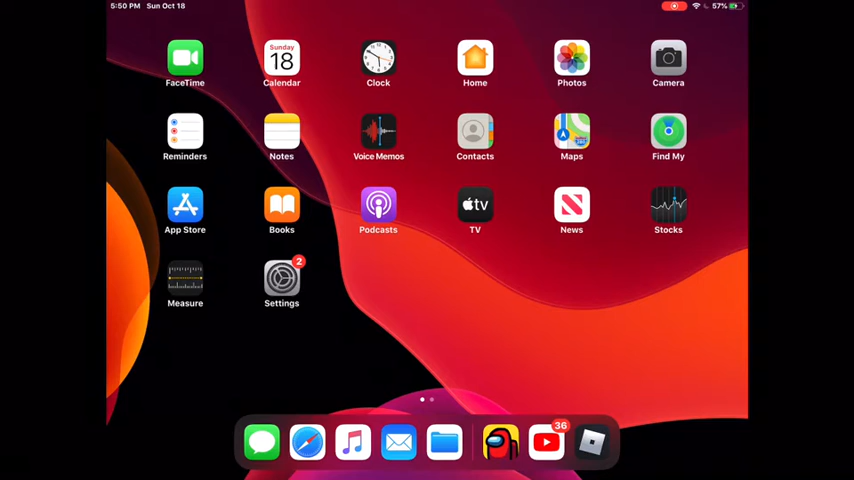 5:50 PM Sun Oct 18 57%
Sunday
18
FaceTime Calendar Clock Home Photos Camera
Reminders Notes Voice Memos Contacts Maps Find My
tv
App Store Books Podcasts TV News Stocks
2
Measure Settings
36